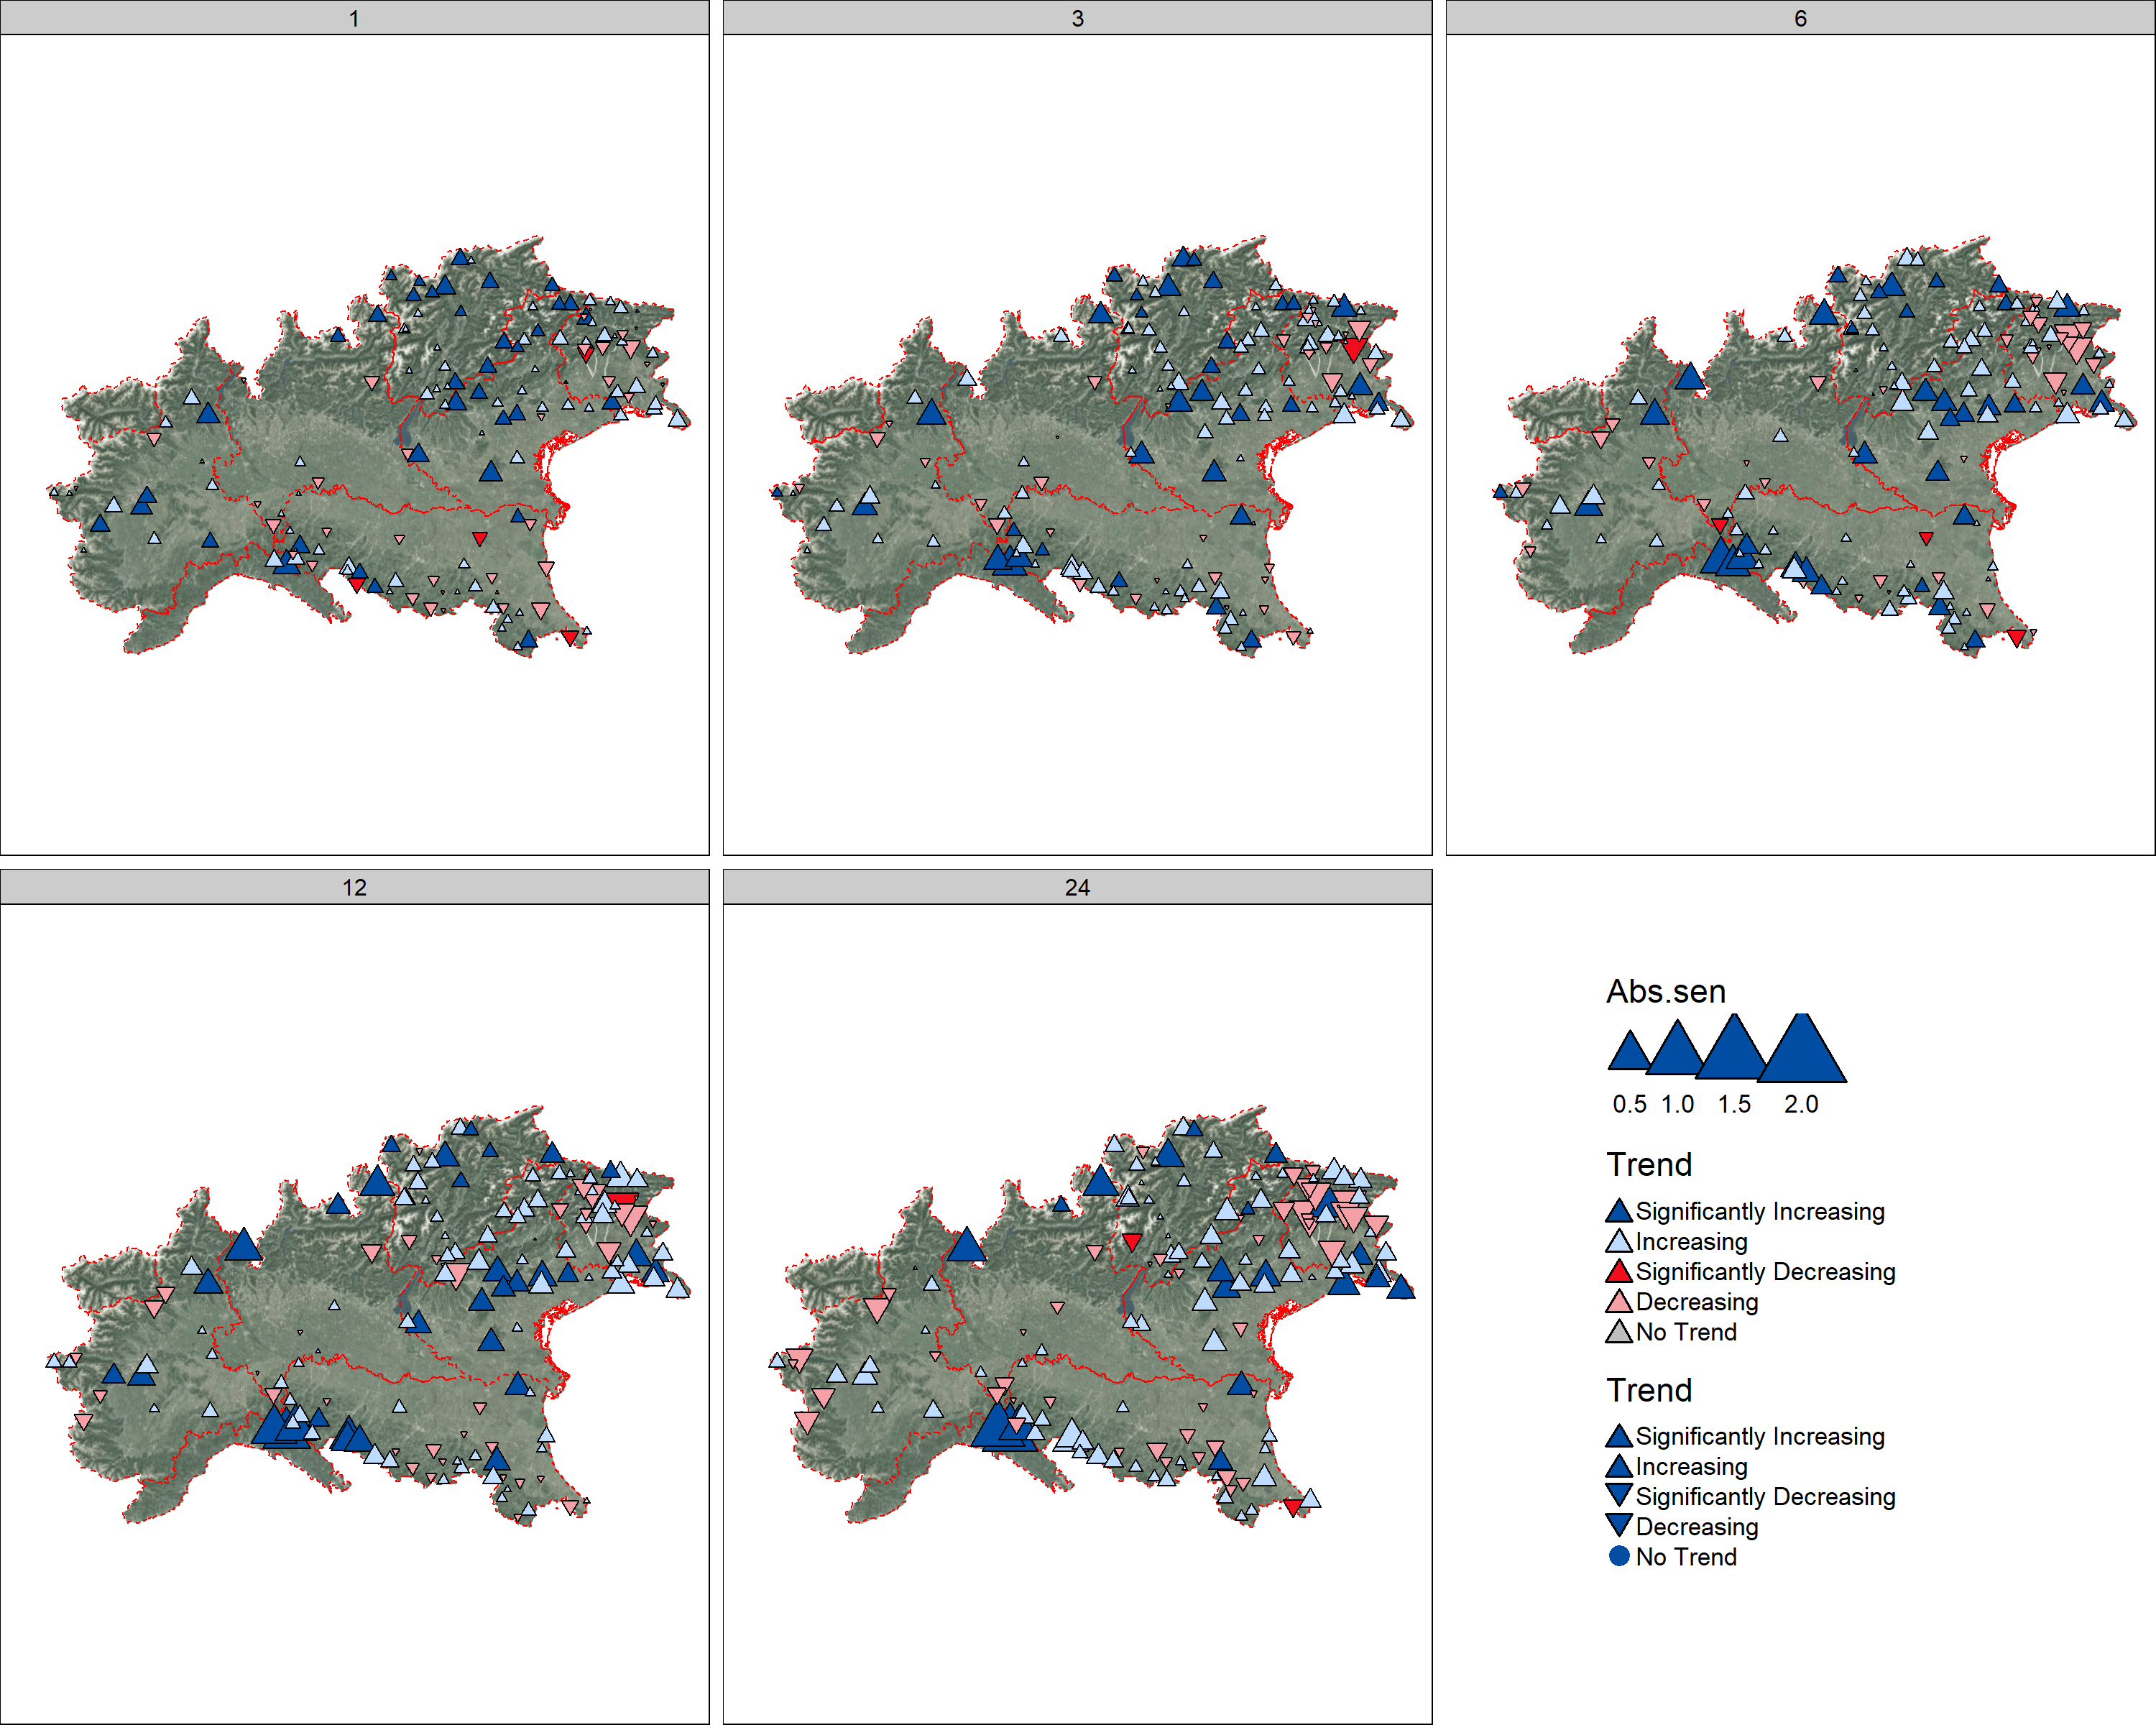 1
3
6
12
24
Abs.sen
0.5 1.0 1.5 2.0
Trend
Significantly Increasing
Increasing
Significantly Decreasing
Decreasing
No Trend
Trend
Significantly Increasing
Increasing
Significantly Decreasing
Decreasing
No Trend